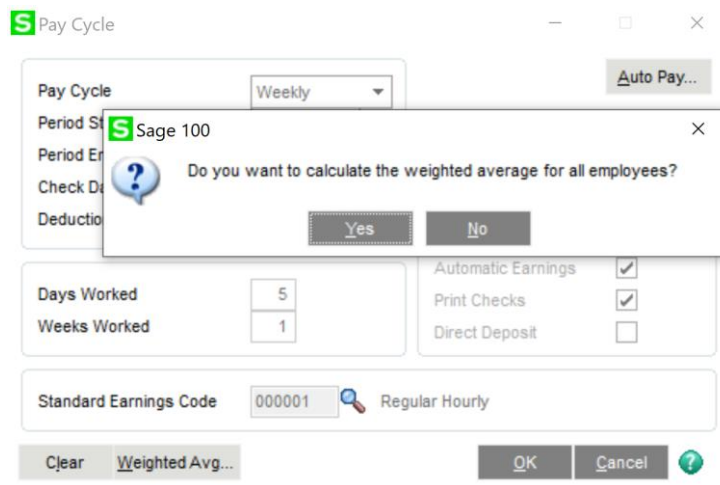 S Pay Cycle
Pay Cycle Weekly Auto Pay...
Period St
S Sage 100
Period En
Do you want to calculate the weighted average for all employees?
Check Da
Yes No
Deductio
Automatic Earnings
Days Worked 5
Print Checks
Weeks Worked 1
Direct Deposit
Standard Earnings Code 000001 Regular Hourly
Clear Weighted Avg... OK Cancel ?